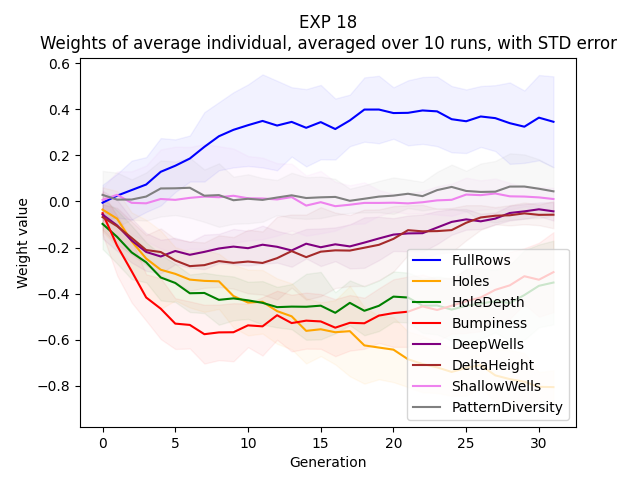 EXP 18
Weights of average individual, averaged over 10 runs, with STD error
0.6
0.4
0.2
0.0
−0.2
−0.4
−0.6
−0.8
Weight value
0
5
10
15
20
25
30
Generation
FullRows
Holes
HoleDepth
Bumpiness
DeepWells
DeltaHeight
ShallowWells
PatternDiversity